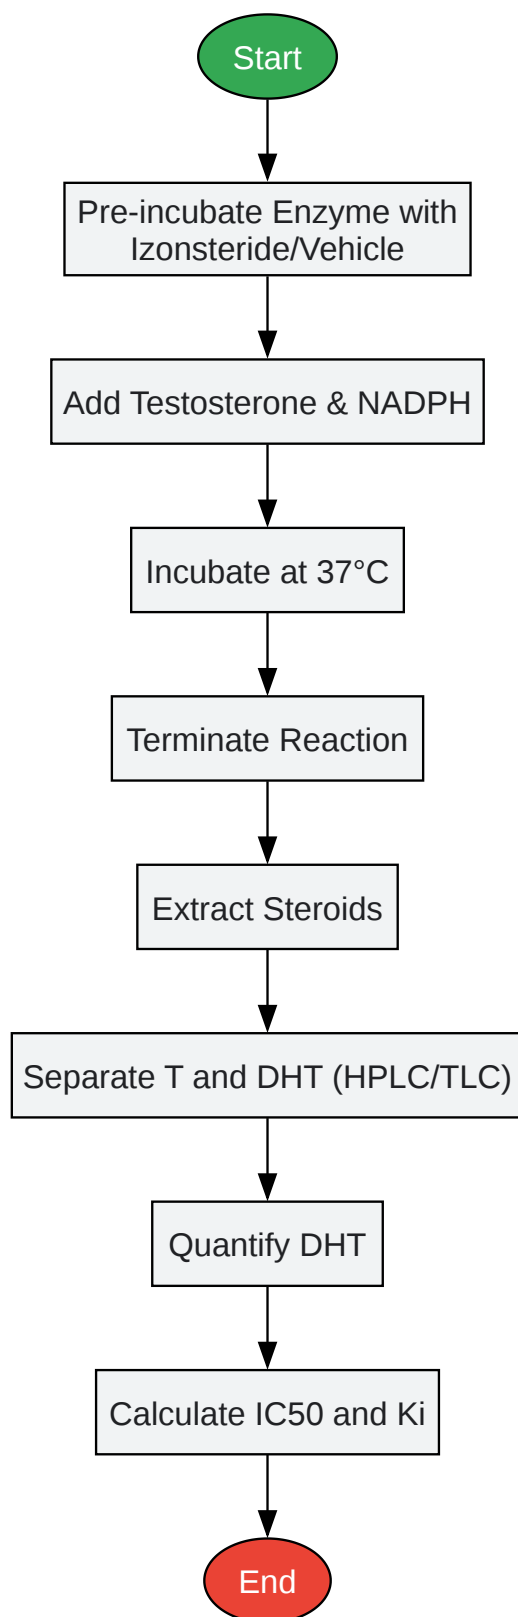 Start
Pre-incubate Enzyme with
Izonsteride/Vehicle
Add Testosterone & NADPH
Incubate at 37°C
Terminate Reaction
Extract Steroids
Separate T and DHT (HPLC/TLC)
Quantify DHT
Calculate IC50 and Ki
End